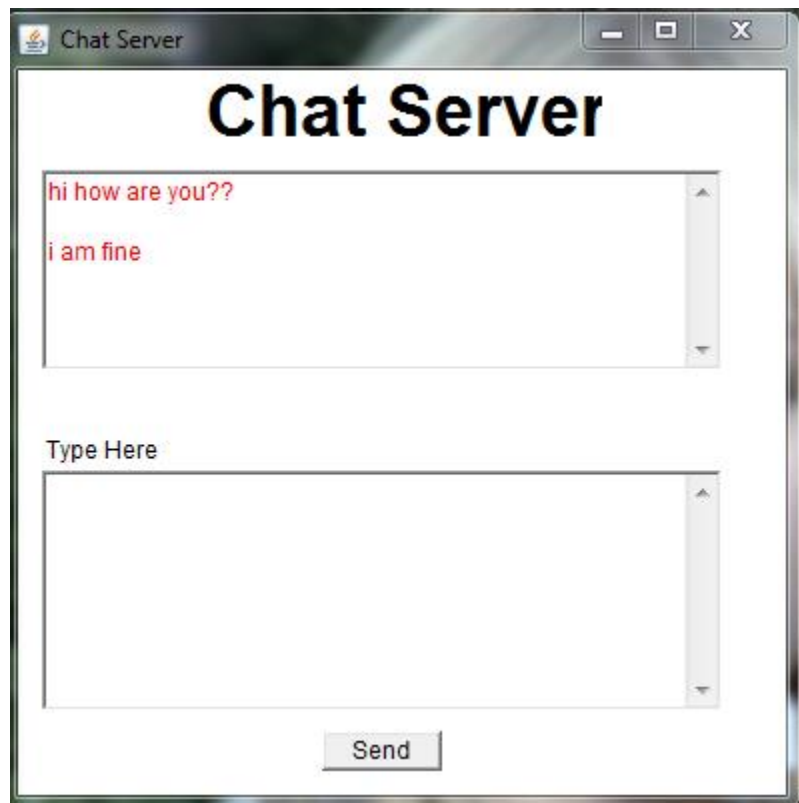 Chat Server
Chat Server
hi how are you??
i am fine
Type Here
Send